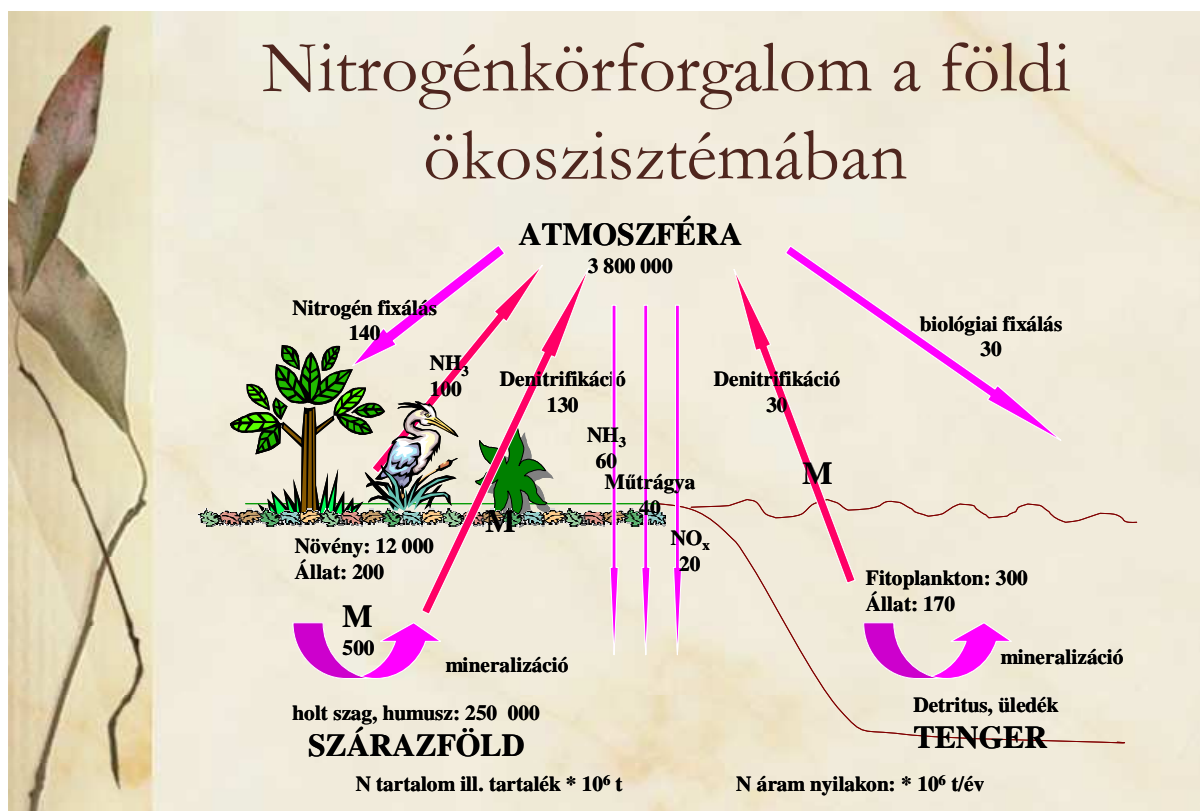 Nitrogénkörforgalom a földi
ökoszisztémában
ATMOSZFÉRA
3 800 000
Nitrogén fixálás
140
NH₃
100
Denitrifikáció
130
NH₃
60
Műtrágya
40
NOₓ
20
Denitrifikáció
30
biológiai fixálás
30
M
M
Növény: 12 000
Állat: 200
M
500
mineralizáció
holt szag, humusz: 250 000
SZÁRAZFÖLD
Fitoplankton: 300
Állat: 170
mineralizáció
Detritus, üledék
TENGER
N tartalom ill. tartalék * 10⁶ t
N áram nyilakon: * 10⁶ t/év